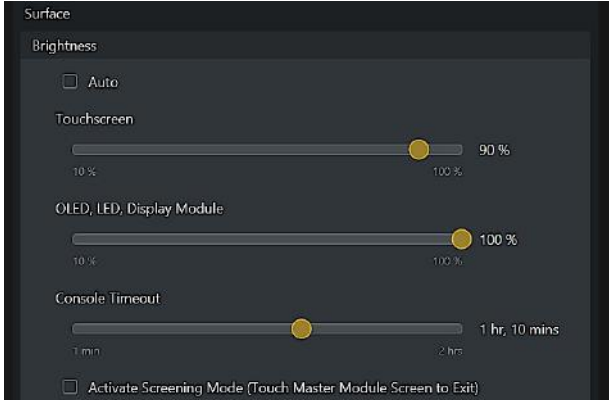 Surface
Brightness
Auto
Touchscreen
90 %
10 % 100 %
OLED, LED, Display Module
100 %
10 % 100 %
Console Timeout
1 hr, 10 mins
1 min 2 hrs
Activate Screening Mode (Touch Master Module Screen to Exit)